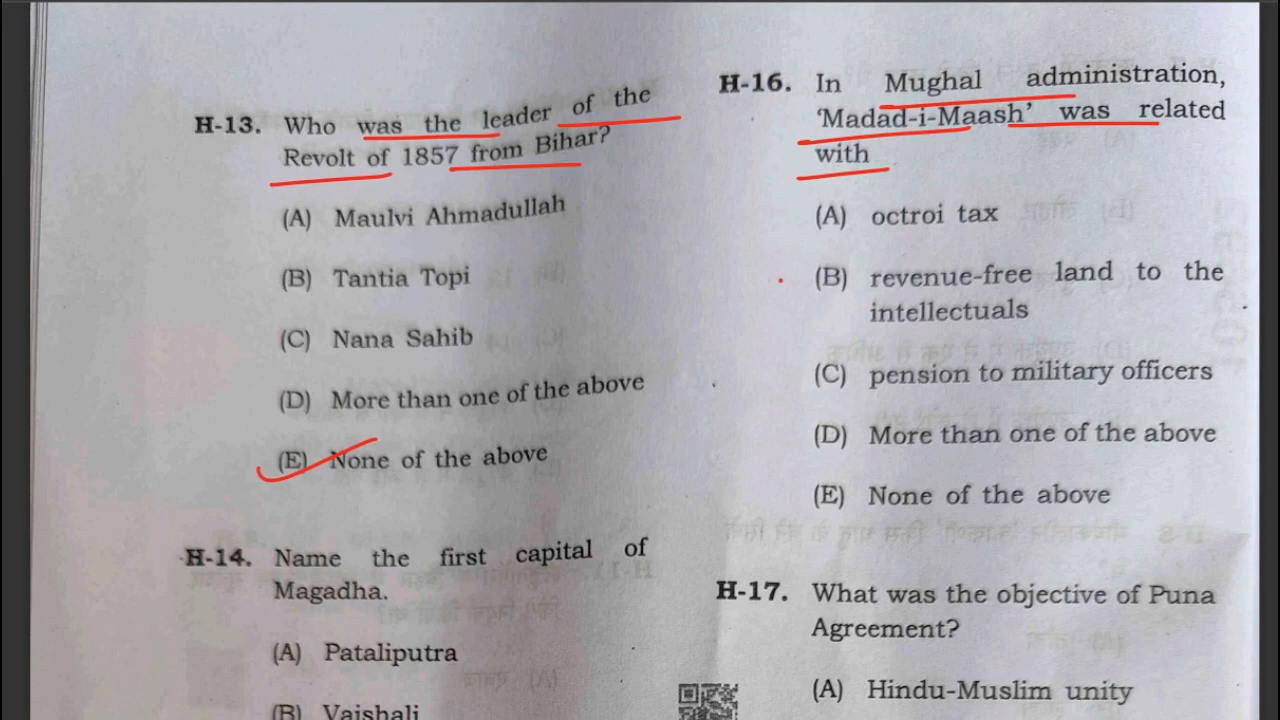 H-13. Who was the leader of the
Revolt of 1857 from Bihar?
(A) Maulvi Ahmadullah
(B) Tantia Topi
(C) Nana Sahib
(D) More than one of the above
(E) None of the above
H-14. Name the first capital of
Magadha.
(A) Pataliputra
(B) Vaishali
H-16. In Mughal administration,
‘Madad-i-Maash’ was related
with
(A) octroi tax
(B) revenue-free land to the
intellectuals
(C) pension to military officers
(D) More than one of the above
(E) None of the above
H-17. What was the objective of Puna
Agreement?
(A) Hindu-Muslim unity